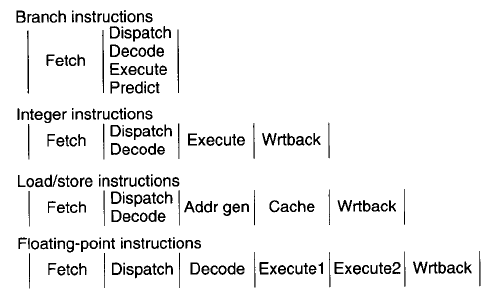 Branch instructions
Fetch
Dispatch
Decode
Execute
Predict
Integer instructions
Fetch
Dispatch
Decode
Execute
Wrtback
Load/store instructions
Fetch
Dispatch
Decode
Addr gen
Cache
Wrtback
Floating-point instructions
Fetch
Dispatch
Decode
Execute1
Execute2
Wrtback